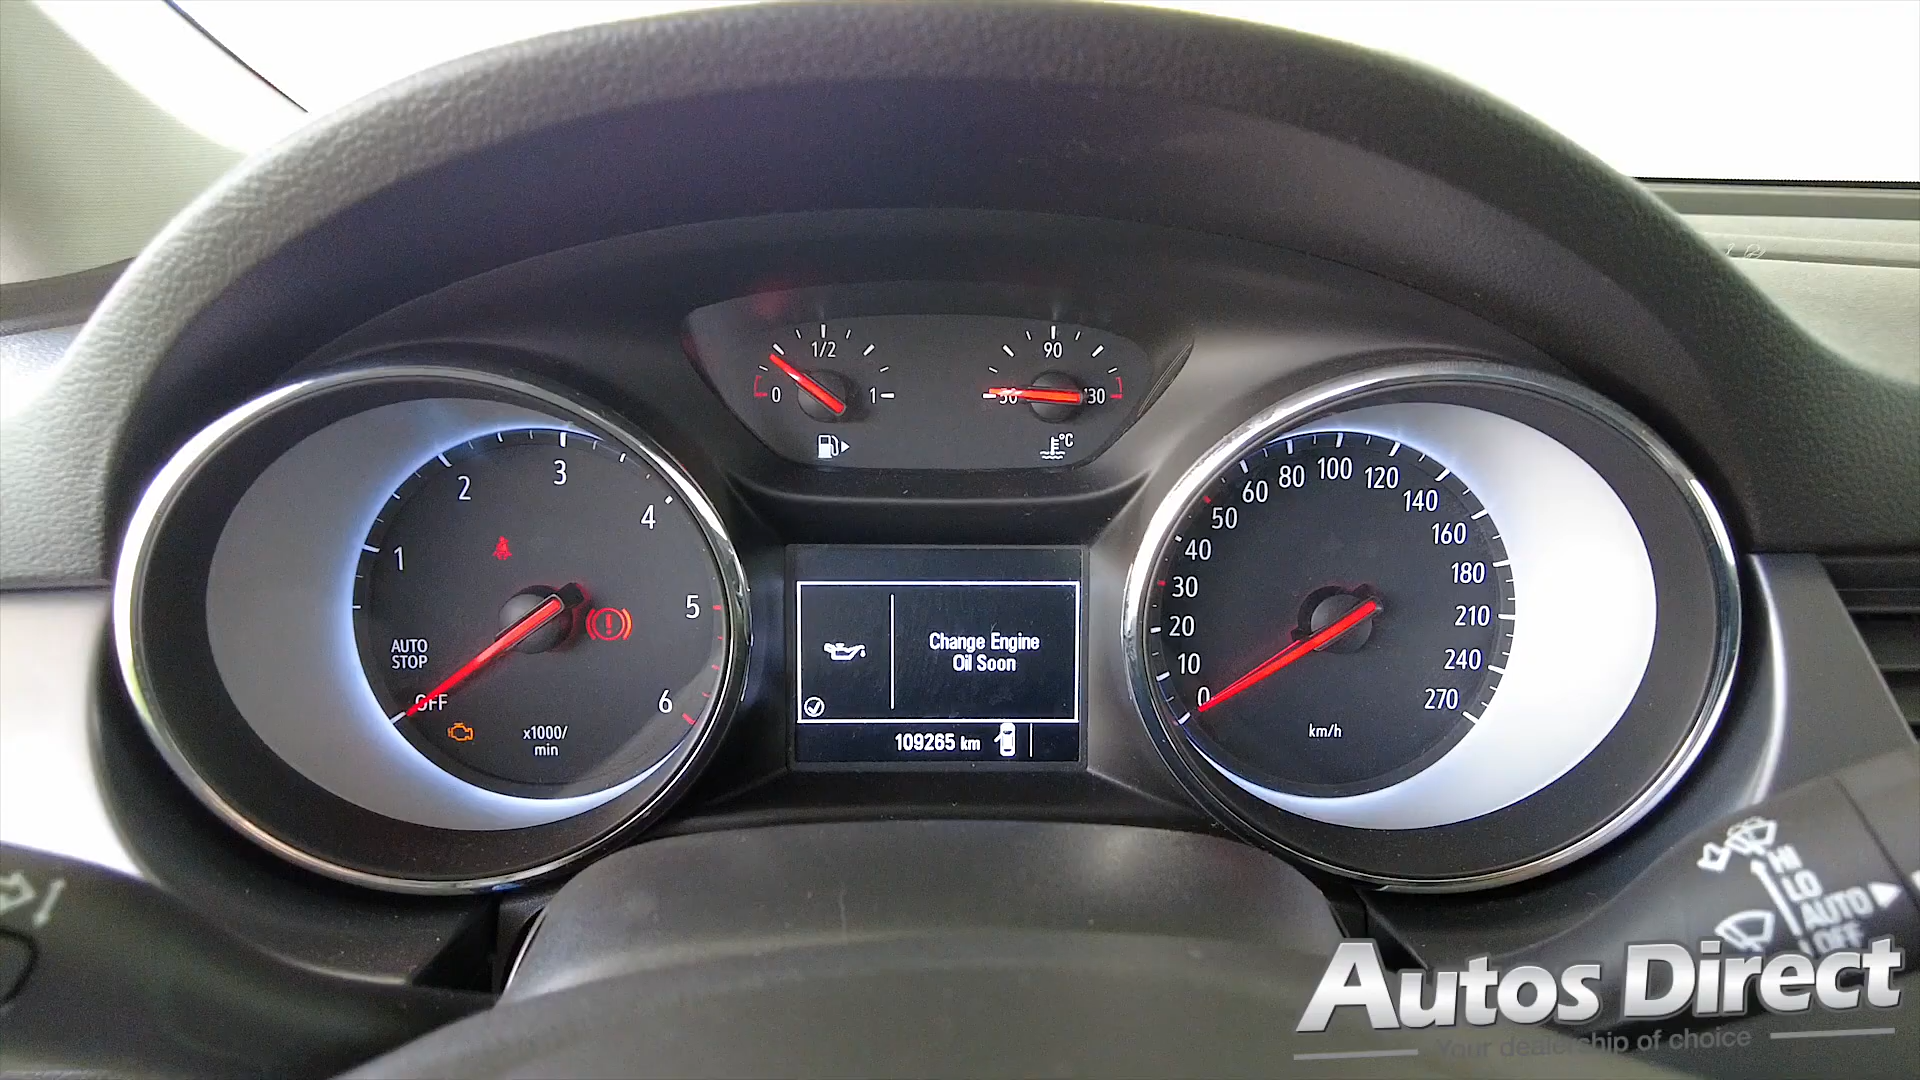 1/2
0
1
90
50
130
°C
1
2
3
4
5
6
AUTO
STOP
OFF
x1000/
min
Change Engine
Oil Soon
109265 km
0
10
20
30
40
50
60
80
100
120
140
160
180
210
240
270
km/h
HI
LO
AUTO
OFF
Autos Direct
Your dealership of choice